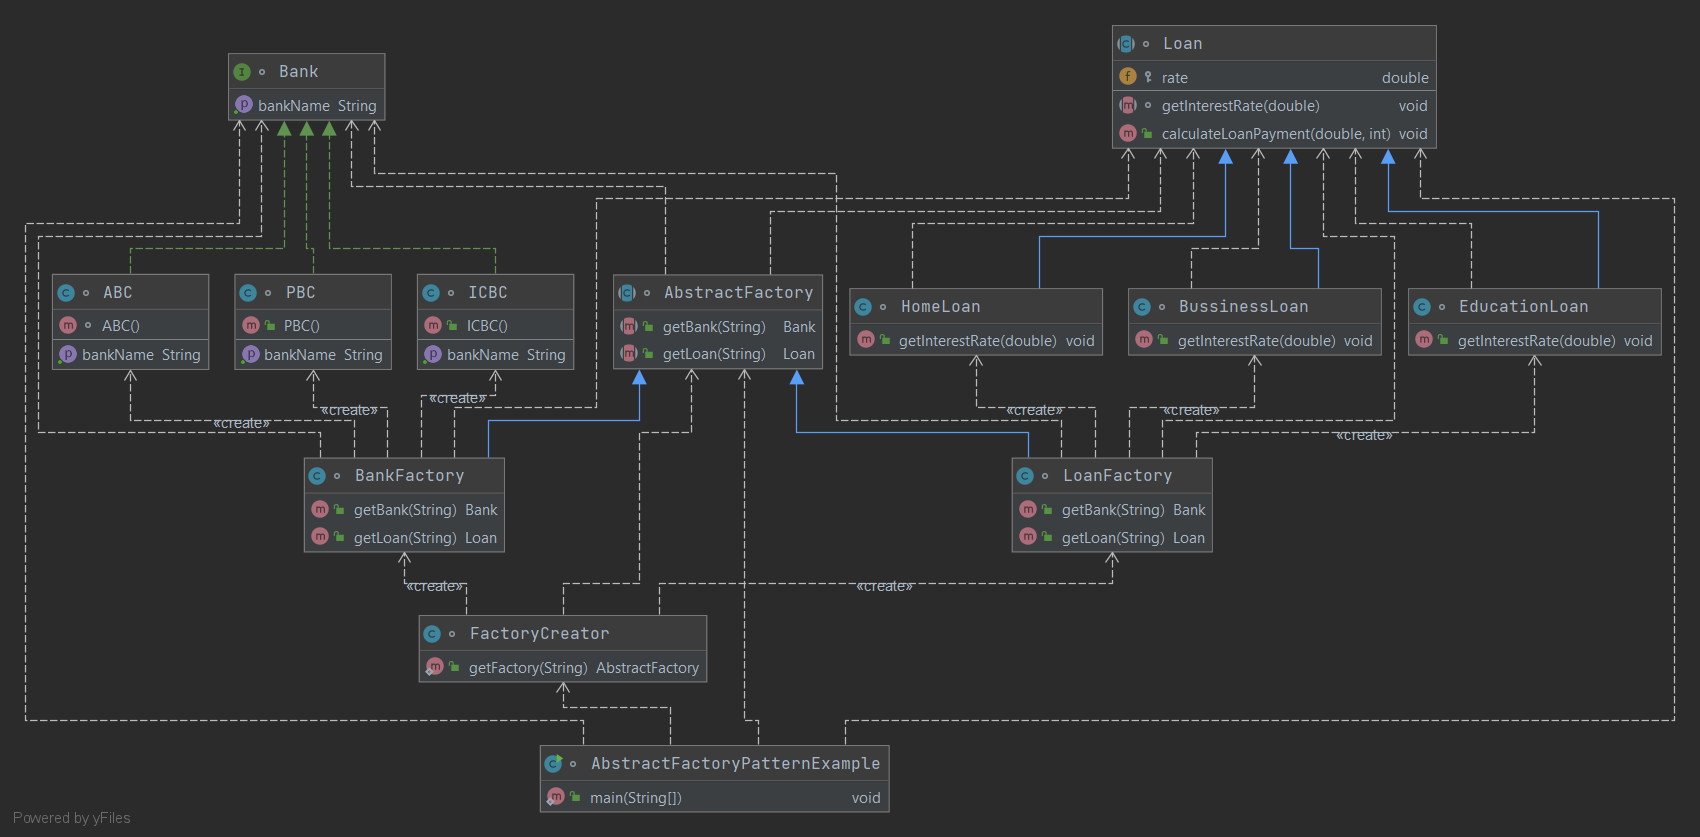 Bank
bankName String
Loan
rate double
getInterestRate(double) void
calculateLoanPayment(double, int) void
ABC
ABC()
bankName String
PBC
PBC()
bankName String
ICBC
ICBC()
bankName String
AbstractFactory
getBank(String) Bank
getLoan(String) Loan
HomeLoan
getInterestRate(double) void
BussinessLoan
getInterestRate(double) void
EducationLoan
getInterestRate(double) void
«create»
«create»
«create»
«create»
«create»
«create»
BankFactory
getBank(String) Bank
getLoan(String) Loan
LoanFactory
getBank(String) Bank
getLoan(String) Loan
«create»
«create»
FactoryCreator
getFactory(String) AbstractFactory
AbstractFactoryPatternExample
main(String[]) void
Powered by yFiles